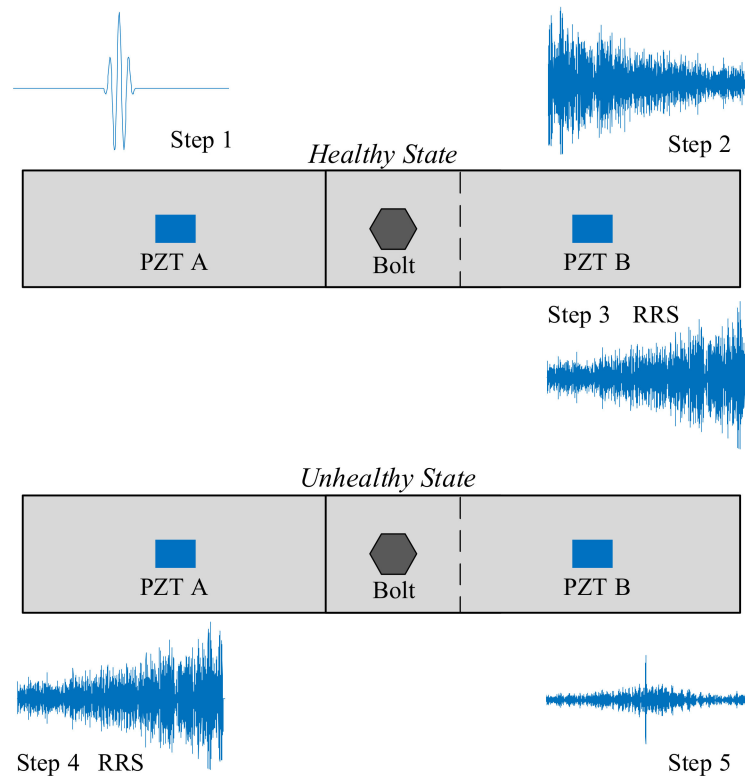 Step 1
Step 2
Healthy State
PZT A
Bolt
PZT B
Step 3 RRS
Unhealthy State
PZT A
Bolt
PZT B
Step 4 RRS
Step 5